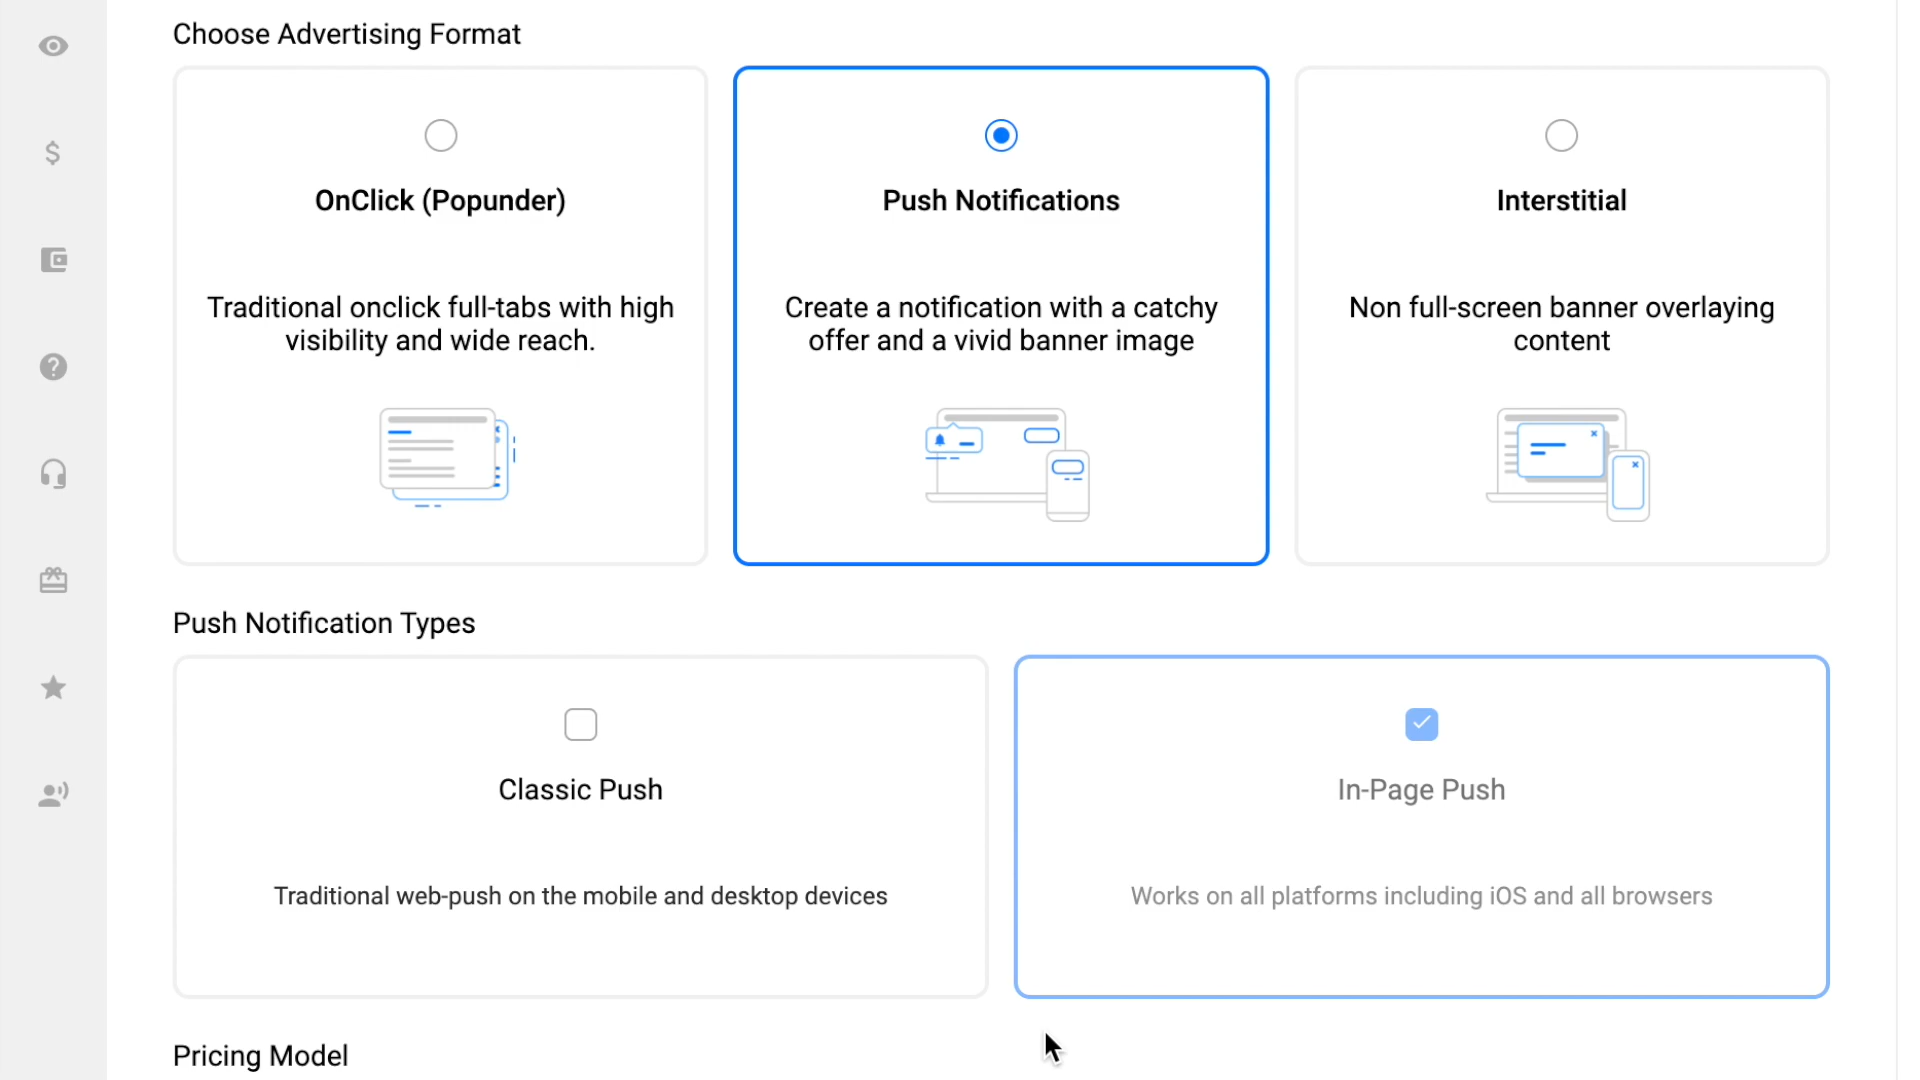 Choose Advertising Format
OnClick (Popunder)
Traditional onclick full-tabs with high
visibility and wide reach.
Push Notifications
Create a notification with a catchy
offer and a vivid banner image
Interstitial
Non full-screen banner overlaying
content
Push Notification Types
Classic Push
Traditional web-push on the mobile and desktop devices
In-Page Push
Works on all platforms including iOS and all browsers
Pricing Model